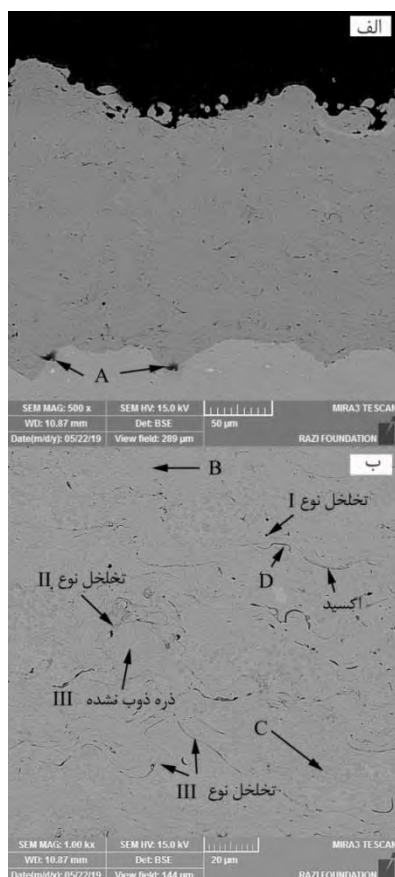 الف
A
SEM MAG: 500 x SEM HV: 15.0 kV MIRA3 TESCAN
WD: 10.87 mm Det: BSE 50 µm
Date(m/d/y): 05/22/19 View field: 289 µm RAZI FOUNDATION
ب
B
تخلخل نوع I
D
تخلخل نوع II
اکسید
ذره ذوب نشده III
C
تخلخل نوع III
SEM MAG: 1.00 kx SEM HV: 15.0 kV MIRA3 TESCAN
WD: 10.87 mm Det: BSE 20 µm
Date(m/d/y): 05/22/19 View field: 144 µm RAZI FOUNDATION